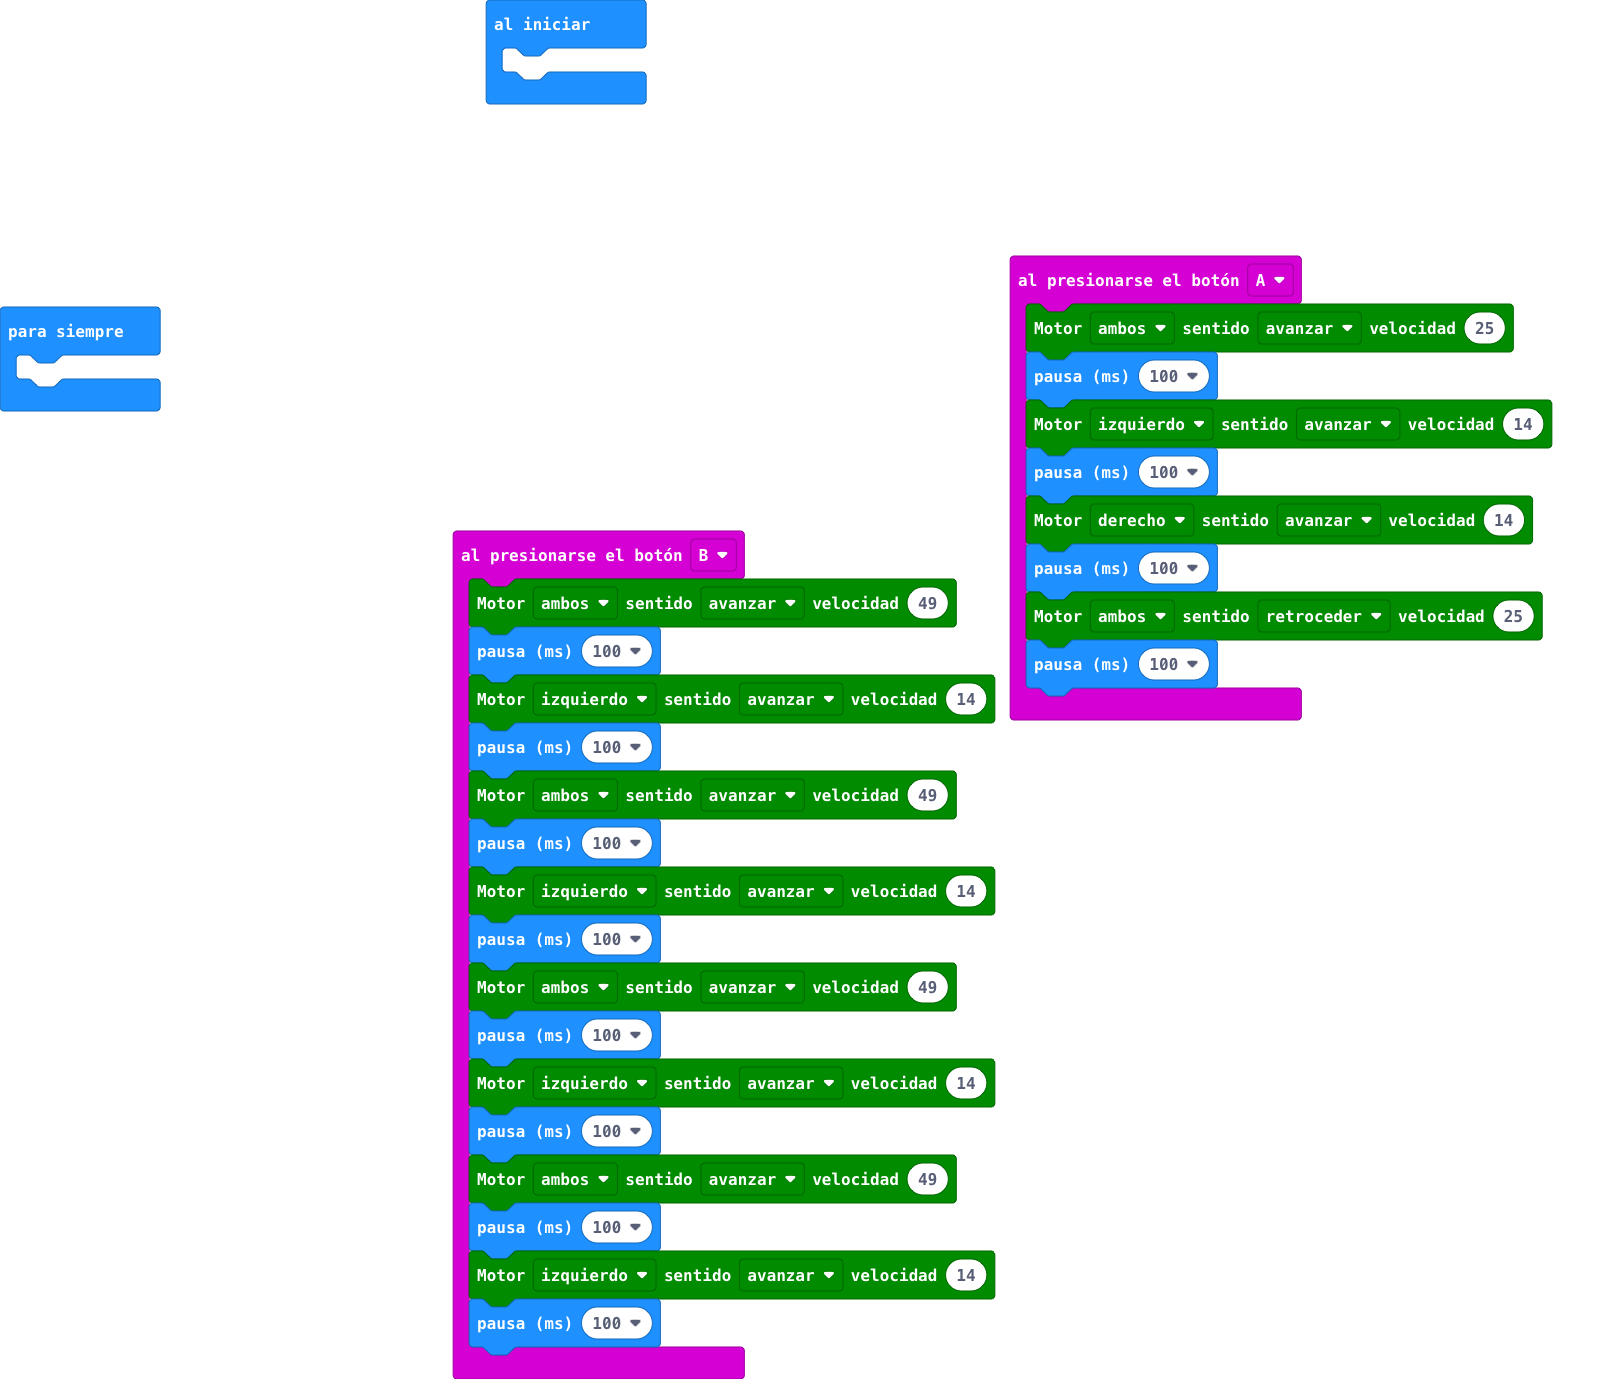 al iniciar
para siempre
al presionarse el botón B
Motor ambos sentido avanzar velocidad 49
pausa (ms) 100
Motor izquierdo sentido avanzar velocidad 14
pausa (ms) 100
Motor ambos sentido avanzar velocidad 49
pausa (ms) 100
Motor izquierdo sentido avanzar velocidad 14
pausa (ms) 100
Motor ambos sentido avanzar velocidad 49
pausa (ms) 100
Motor izquierdo sentido avanzar velocidad 14
pausa (ms) 100
Motor ambos sentido avanzar velocidad 49
pausa (ms) 100
Motor izquierdo sentido avanzar velocidad 14
pausa (ms) 100
al presionarse el botón A
Motor ambos sentido avanzar velocidad 25
pausa (ms) 100
Motor izquierdo sentido avanzar velocidad 14
pausa (ms) 100
Motor derecho sentido avanzar velocidad 14
pausa (ms) 100
Motor ambos sentido retroceder velocidad 25
pausa (ms) 100